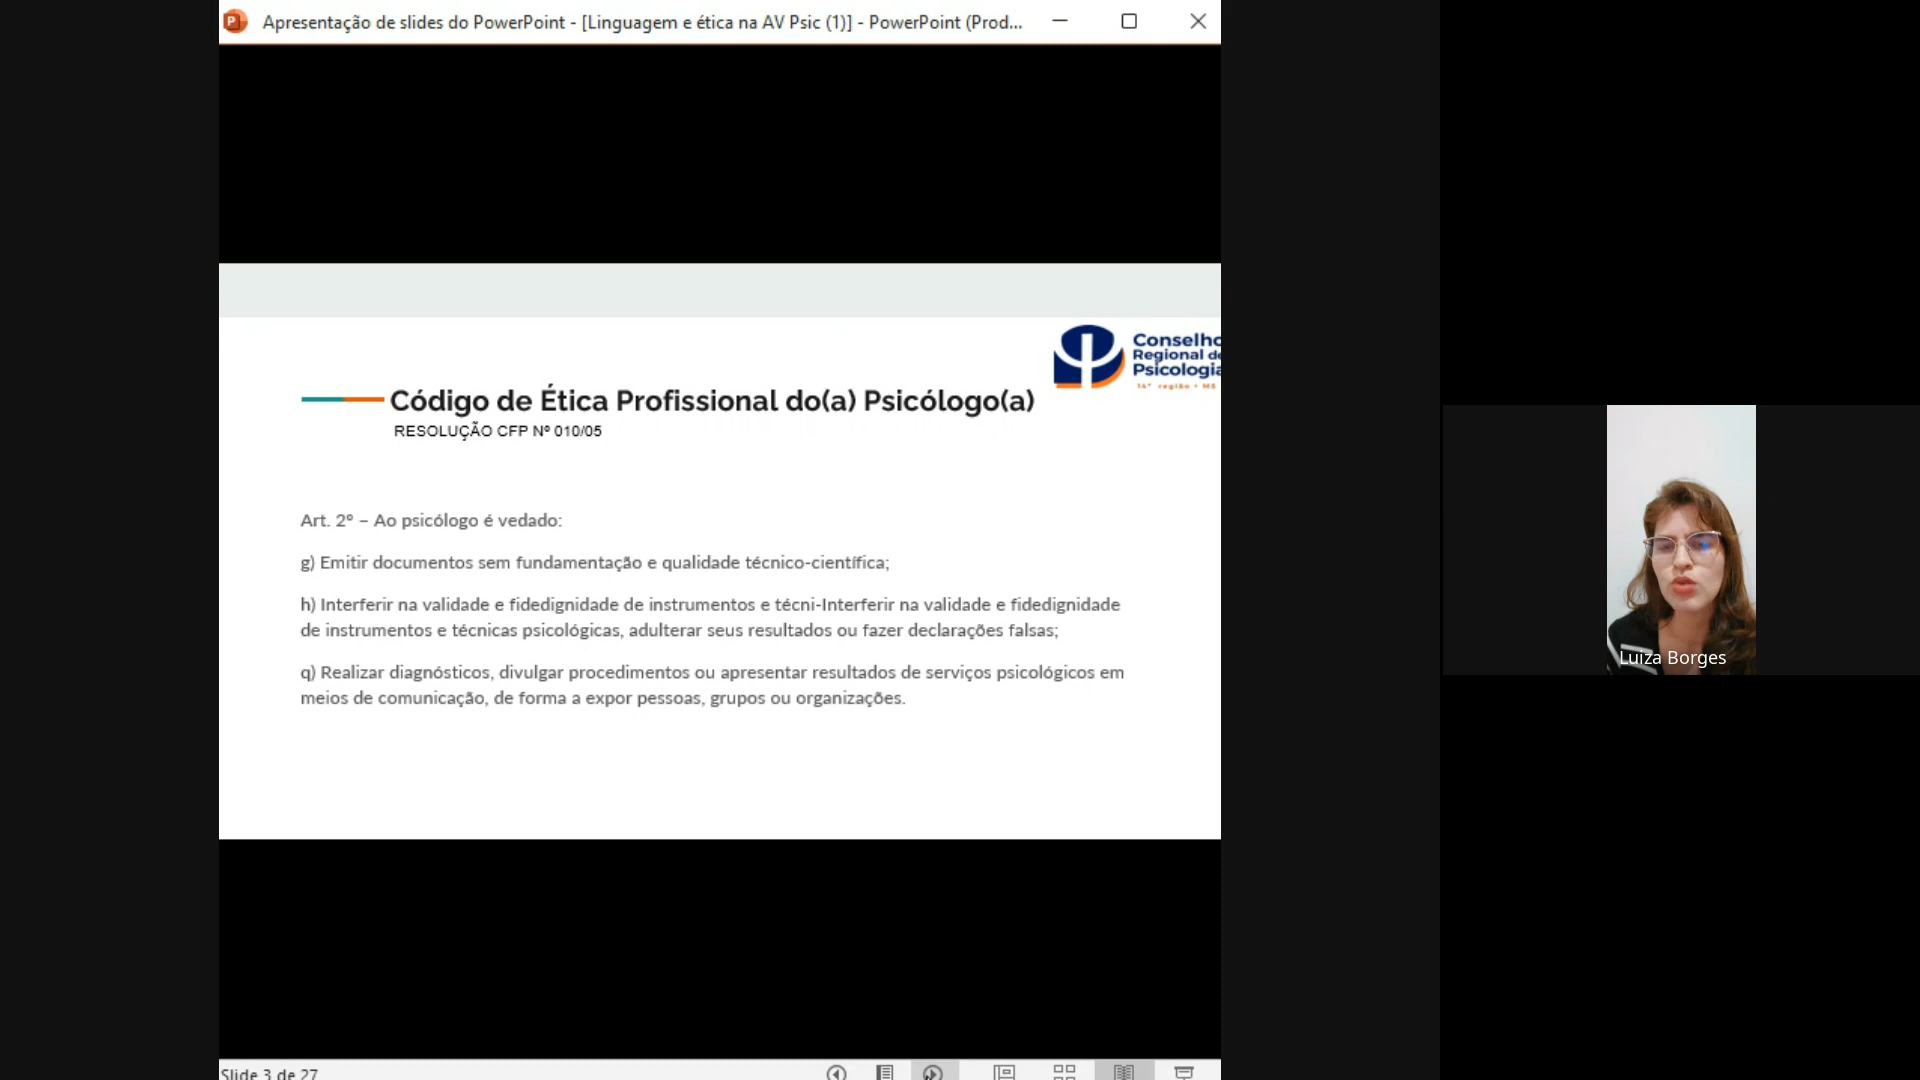 Apresentação de slides do PowerPoint - [Linguagem e ética na AV Psic (1)] - PowerPoint (Prod...
Conselho
Regional de
Psicologia
14ª região • MS
Código de Ética Profissional do(a) Psicólogo(a)
RESOLUÇÃO CFP Nº 010/05
Art. 2º – Ao psicólogo é vedado:
g) Emitir documentos sem fundamentação e qualidade técnico-científica;
h) Interferir na validade e fidedignidade de instrumentos e técni-Interferir na validade e fidedignidade
de instrumentos e técnicas psicológicas, adulterar seus resultados ou fazer declarações falsas;
q) Realizar diagnósticos, divulgar procedimentos ou apresentar resultados de serviços psicológicos em
meios de comunicação, de forma a expor pessoas, grupos ou organizações.
Luiza Borges
Slide 3 de 27